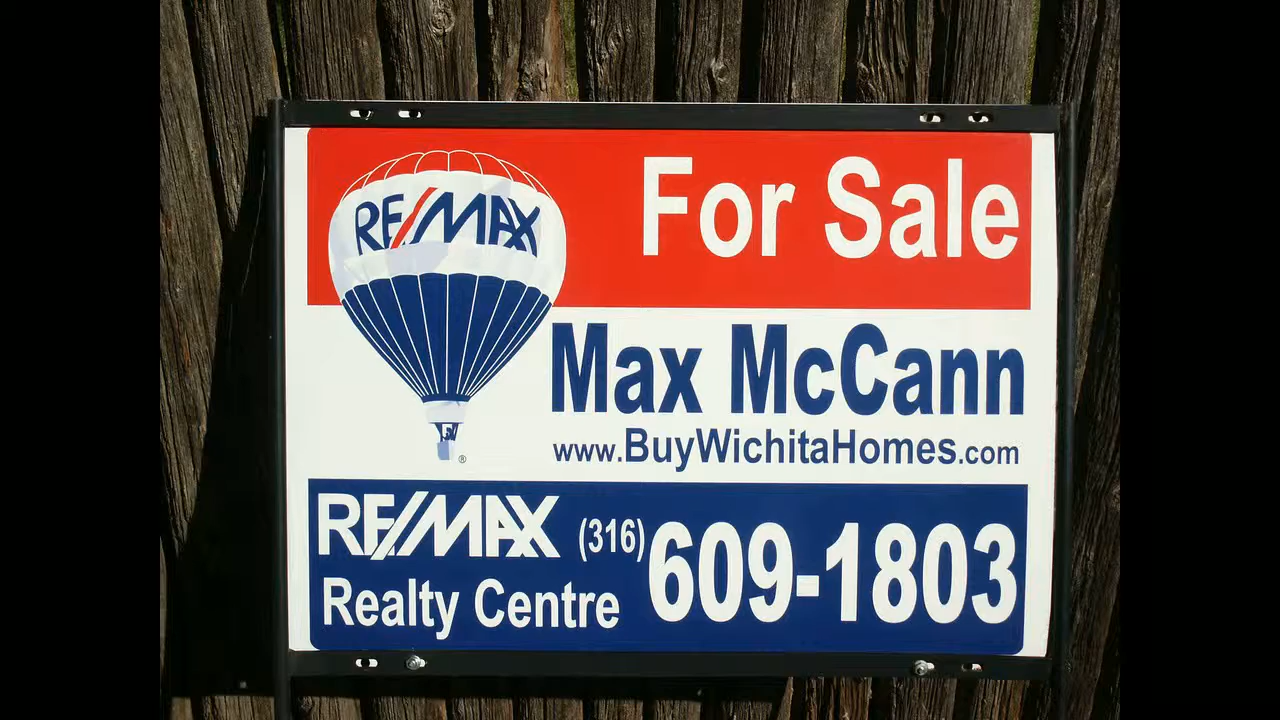 For Sale
RE/MAX
Max McCann
www.BuyWichitaHomes.com
®
RE/MAX
(316) 609-1803
Realty Centre